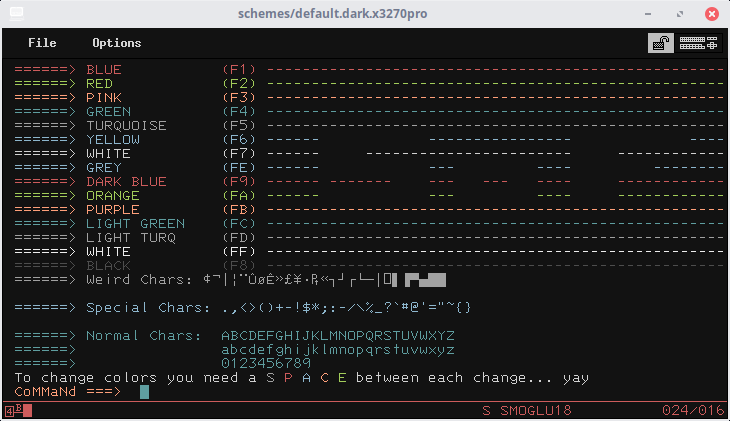 schemes/default.dark.x3270pro
File Options
======> BLUE (F1) -----------------------------------------------------
======> RED (F2) -----------------------------------------------------
======> PINK (F3) -----------------------------------------------------
======> GREEN (F4) -----------------------------------------------------
======> TURQUOISE (F5) -----------------------------------------------------
======> YELLOW (F6) ------ --- --- ------------
======> WHITE (F7) ------ --- ------------
======> GREY (FE) ------ --- --- --------
======> DARK BLUE (F9) ------ --- --- --------
======> ORANGE (FA) ------ --- ------------
======> PURPLE (FB) -----------------------------------------------------
======> LIGHT GREEN (FC) -----------------------------------------------------
======> LIGHT TURQ (FD) -----------------------------------------------------
======> WHITE (FF) -----------------------------------------------------
======> BLACK (F8) -----------------------------------------------------
======> Weird Chars: ¢¬|¦¨ÛøÊ»£¥·₧«┐┘┌└─│
======> Special Chars: .,<>()+-!$*;:-/\%_?`#@'="~{}
======> Normal Chars: ABCDEFGHIJKLMNOPQRSTUVWXYZ
======> abcdefghijklmnopqrstuvwxyz
======> 0123456789
To change colors you need a S P A C E between each change... yay
CoMMaNd ===>
4 B S SMOGLU18 024/016